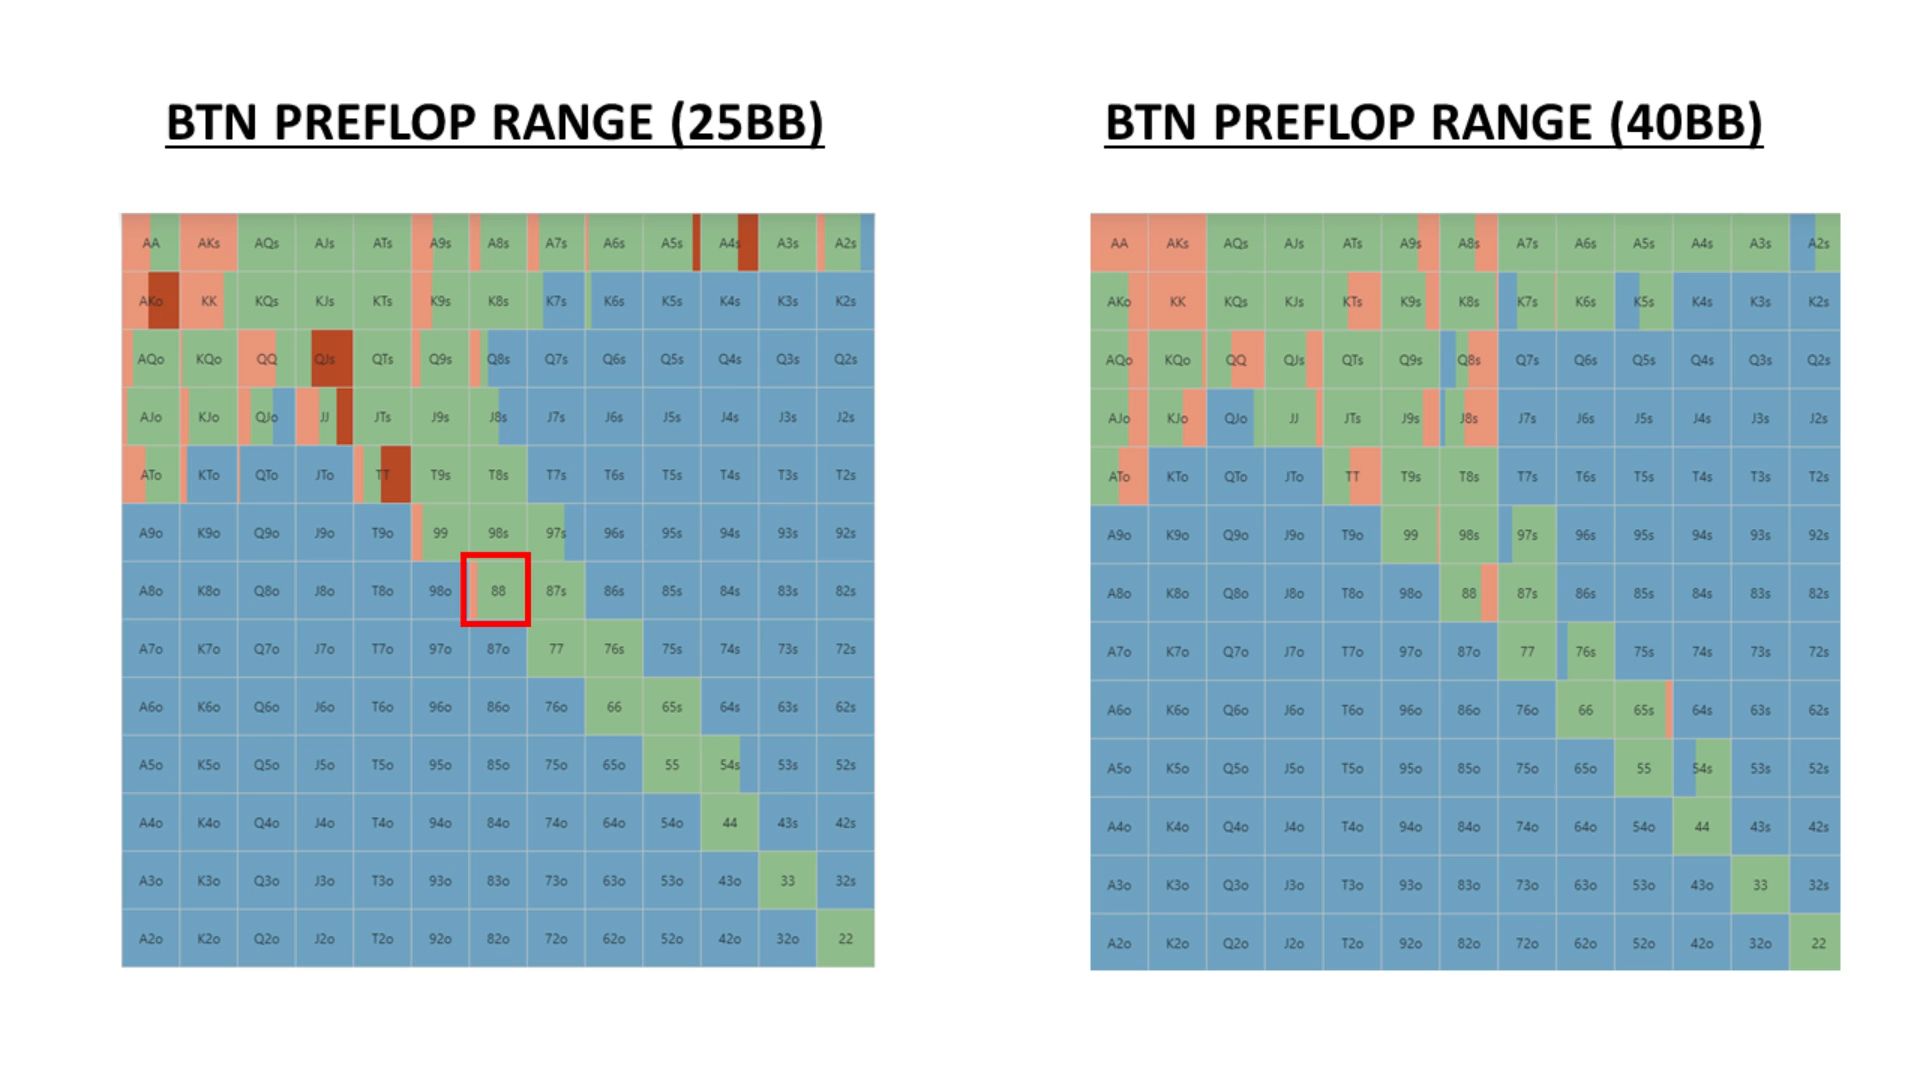 BTN PREFLOP RANGE (25BB)
AA AKs AQs AJs ATs A9s A8s A7s A6s A5s A4s A3s A2s
AKo KK KQs KJs KTs K9s K8s K7s K6s K5s K4s K3s K2s
AQo KQo QQ QJs QTs Q9s Q8s Q7s Q6s Q5s Q4s Q3s Q2s
AJo KJo QJo JJ JTs J9s J8s J7s J6s J5s J4s J3s J2s
ATo KTo QTo JTo TT T9s T8s T7s T6s T5s T4s T3s T2s
A9o K9o Q9o J9o T9o 99 98s 97s 96s 95s 94s 93s 92s
A8o K8o Q8o J8o T8o 98o 88 87s 86s 85s 84s 83s 82s
A7o K7o Q7o J7o T7o 97o 87o 77 76s 75s 74s 73s 72s
A6o K6o Q6o J6o T6o 96o 86o 76o 66 65s 64s 63s 62s
A5o K5o Q5o J5o T5o 95o 85o 75o 65o 55 54s 53s 52s
A4o K4o Q4o J4o T4o 94o 84o 74o 64o 54o 44 43s 42s
A3o K3o Q3o J3o T3o 93o 83o 73o 63o 53o 43o 33 32s
A2o K2o Q2o J2o T2o 92o 82o 72o 62o 52o 42o 32o 22
BTN PREFLOP RANGE (40BB)
AA AKs AQs AJs ATs A9s A8s A7s A6s A5s A4s A3s A2s
AKo KK KQs KJs KTs K9s K8s K7s K6s K5s K4s K3s K2s
AQo KQo QQ QJs QTs Q9s Q8s Q7s Q6s Q5s Q4s Q3s Q2s
AJo KJo QJo JJ JTs J9s J8s J7s J6s J5s J4s J3s J2s
ATo KTo QTo JTo TT T9s T8s T7s T6s T5s T4s T3s T2s
A9o K9o Q9o J9o T9o 99 98s 97s 96s 95s 94s 93s 92s
A8o K8o Q8o J8o T8o 98o 88 87s 86s 85s 84s 83s 82s
A7o K7o Q7o J7o T7o 97o 87o 77 76s 75s 74s 73s 72s
A6o K6o Q6o J6o T6o 96o 86o 76o 66 65s 64s 63s 62s
A5o K5o Q5o J5o T5o 95o 85o 75o 65o 55 54s 53s 52s
A4o K4o Q4o J4o T4o 94o 84o 74o 64o 54o 44 43s 42s
A3o K3o Q3o J3o T3o 93o 83o 73o 63o 53o 43o 33 32s
A2o K2o Q2o J2o T2o 92o 82o 72o 62o 52o 42o 32o 22